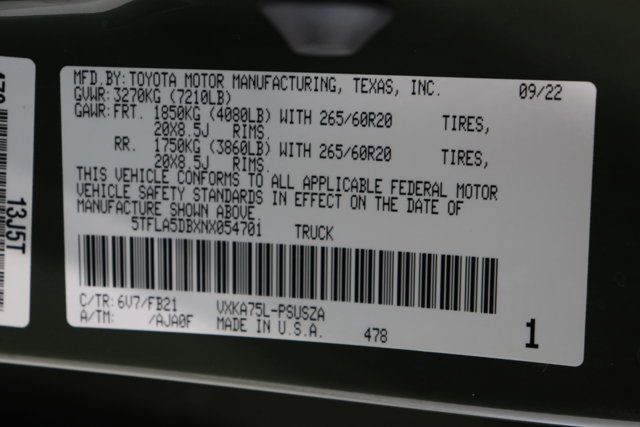 MFD.BY: TOYOTA MOTOR MANUFACTURING, TEXAS, INC. 09/22
GVWR: 3270KG (7210LB)
GAWR: FRT. 1850KG (4080LB) WITH 265/60R20 TIRES,
20X8.5J RIMS.
RR. 1750KG (3860LB) WITH 265/60R20 TIRES,
20X8.5J RIMS.
THIS VEHICLE CONFORMS TO ALL APPLICABLE FEDERAL MOTOR
VEHICLE SAFETY STANDARDS IN EFFECT ON THE DATE OF
MANUFACTURE SHOWN ABOVE.
5TFLA5DBXNX054701 TRUCK
C/TR: 6V7/FB21 VXKA75L-PSUSZA
A/TM: /AJA0F MADE IN U.S.A. 478 1
13J5T